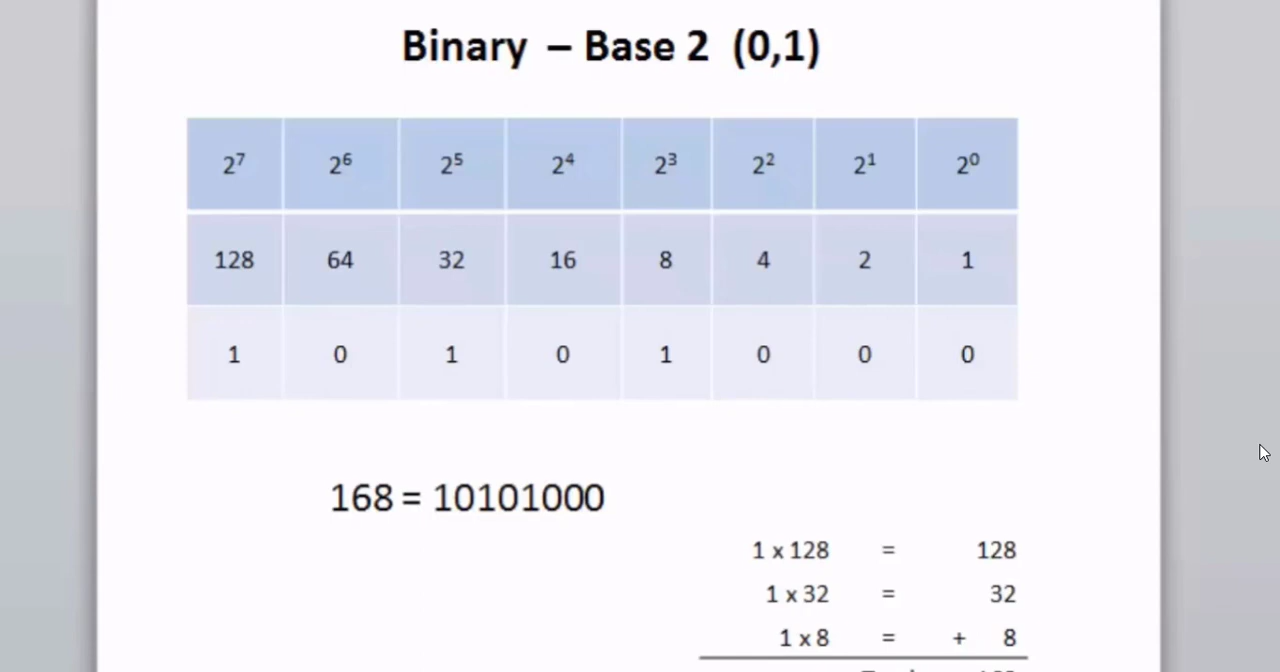 Binary – Base 2 (0,1)
2⁷ 2⁶ 2⁵ 2⁴ 2³ 2² 2¹ 2⁰
128 64 32 16 8 4 2 1
1 0 1 0 1 0 0 0
168 = 10101000
1 x 128 = 128
1 x 32 = 32
1 x 8 = + 8